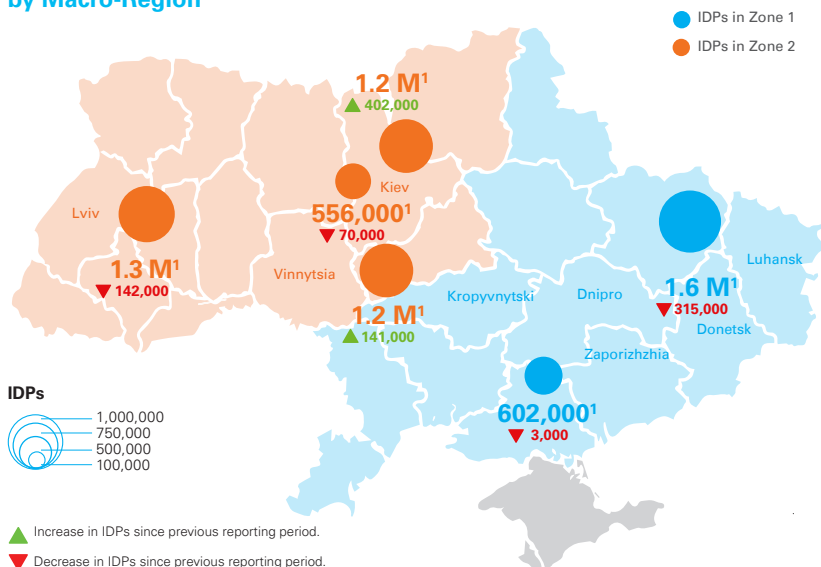 by Macro-Region
IDPs in Zone 1
IDPs in Zone 2
1.2 M¹
402,000
Kiev
556,000¹
70,000
Lviv
1.3 M¹
142,000
Vinnytsia
1.2 M¹
141,000
Kropyvnytski
Dnipro
Luhansk
1.6 M¹
315,000
Donetsk
Zaporizhzhia
602,000¹
3,000
IDPs
1,000,000
750,000
500,000
100,000
Increase in IDPs since previous reporting period.
Decrease in IDPs since previous reporting period.